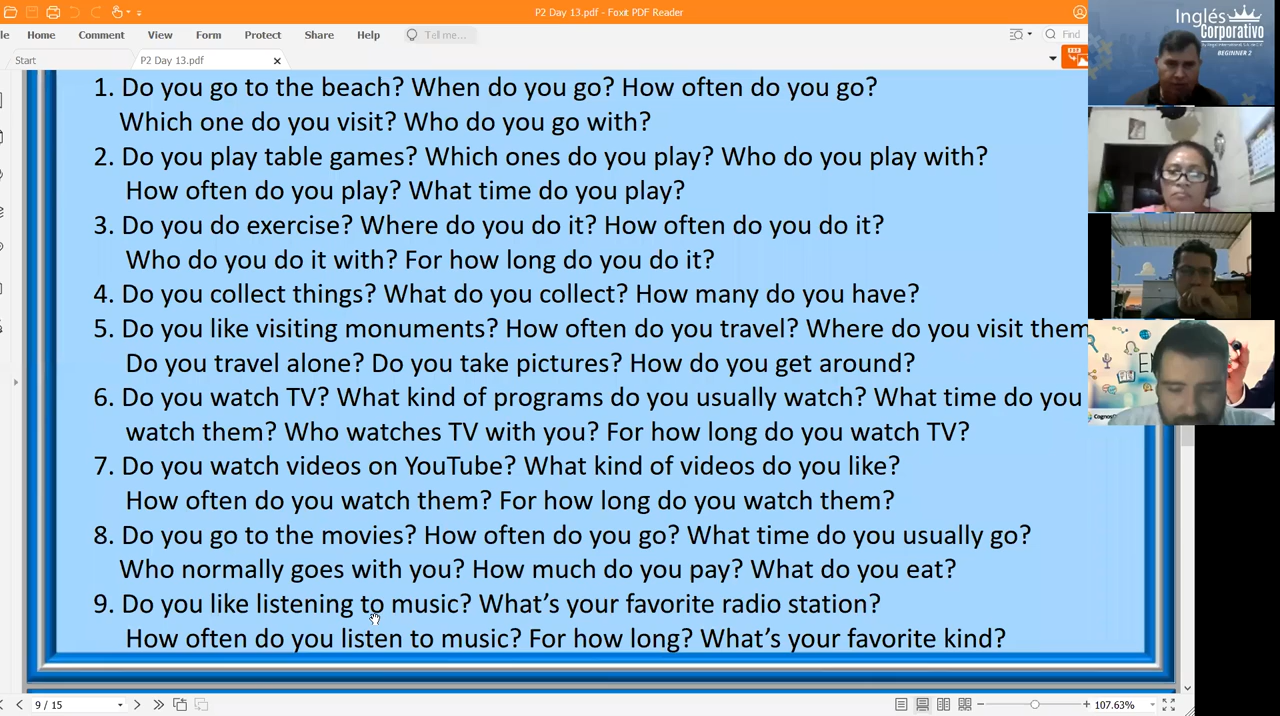 P2 Day 13.pdf - Foxit PDF Reader
Home Comment View Form Protect Share Help Tell me... Find
Start P2 Day 13.pdf
1. Do you go to the beach? When do you go? How often do you go?
Which one do you visit? Who do you go with?
2. Do you play table games? Which ones do you play? Who do you play with?
How often do you play? What time do you play?
3. Do you do exercise? Where do you do it? How often do you do it?
Who do you do it with? For how long do you do it?
4. Do you collect things? What do you collect? How many do you have?
5. Do you like visiting monuments? How often do you travel? Where do you visit them
Do you travel alone? Do you take pictures? How do you get around?
6. Do you watch TV? What kind of programs do you usually watch? What time do you
watch them? Who watches TV with you? For how long do you watch TV?
7. Do you watch videos on YouTube? What kind of videos do you like?
How often do you watch them? For how long do you watch them?
8. Do you go to the movies? How often do you go? What time do you usually go?
Who normally goes with you? How much do you pay? What do you eat?
9. Do you like listening to music? What's your favorite radio station?
How often do you listen to music? For how long? What's your favorite kind?
9 / 15
107.63%
Inglés
Corporativo
BEGINNER 2